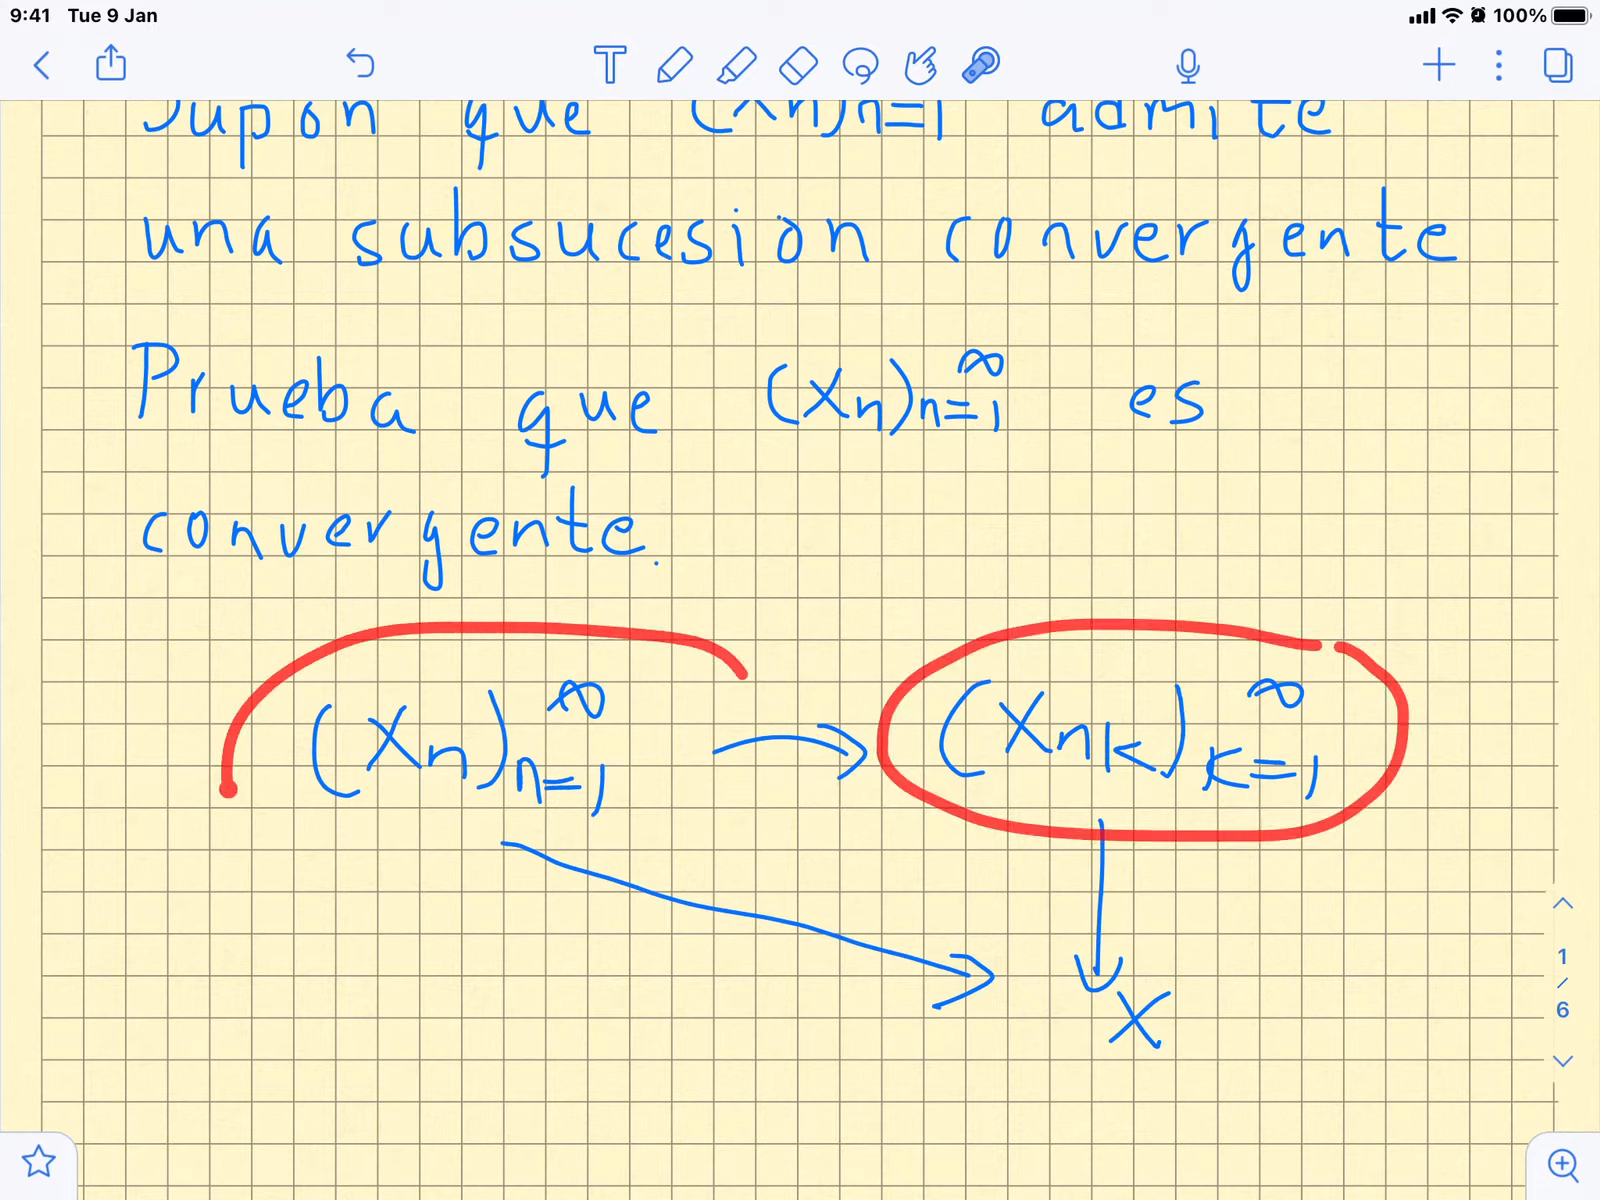 9:41 Tue 9 Jan 100%
T
Supon que (Xn)n=1 admite
una subsucesión convergente
Prueba que (Xn)n=1 ∞ es
convergente.
(Xn)n=1 ∞ → (Xnk)k=1 ∞
X
1
/
6